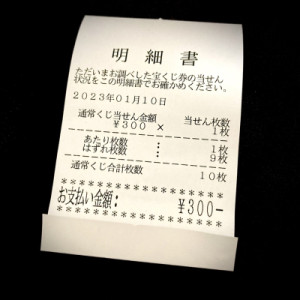 明細書
ただいまお調べした宝くじ券の当せん
状況をこの明細書でお確かめください。
2023年01月10日
通常くじ当せん金額 当せん枚数
¥300 × 1枚
あたり枚数 : 1枚
はずれ枚数 : 9枚
通常くじ合計枚数 10枚
********************
お支払い金額: ¥300-
********************